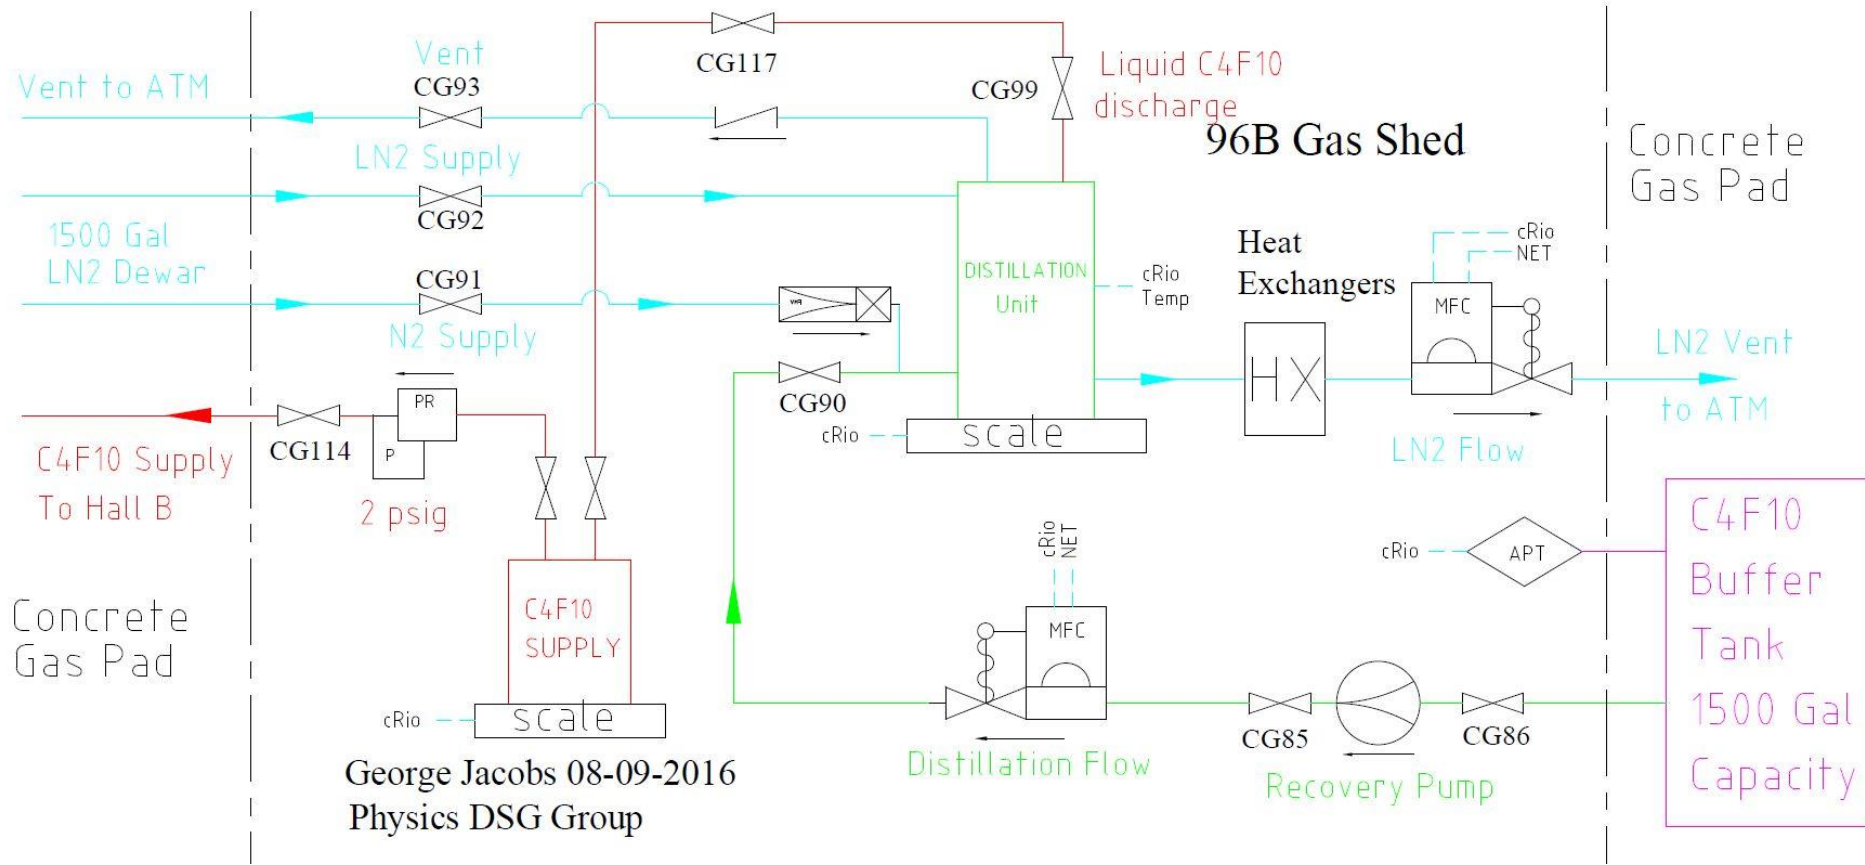 Vent
CG93
Vent to ATM
CG117
CG99
Liquid C4F10
discharge
96B Gas Shed
Concrete
Gas Pad
LN2 Supply
CG92
1500 Gal
LN2 Dewar
CG91
N2 Supply
DISTILLATION
Unit
cRio
Temp
Heat
Exchangers
cRio
NET
MFC
HX
LN2 Vent
to ATM
LN2 Flow
CG90
cRio
scale
PR
P
CG114
2 psig
C4F10 Supply
To Hall B
C4F10
SUPPLY
cRio
scale
Concrete
Gas Pad
cRio
NET
MFC
Distillation Flow
CG85
CG86
Recovery Pump
cRio
APT
C4F10
Buffer
Tank
1500 Gal
Capacity
George Jacobs 08-09-2016
Physics DSG Group